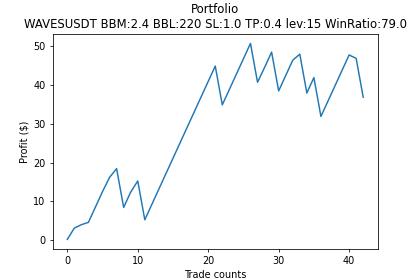 Portfolio
WAVESUSDT BBM:2.4 BBL:220 SL:1.0 TP:0.4 lev:15 WinRatio:79.0
50
40
30
20
10
0
Profit ($)
0 10 20 30 40
Trade counts